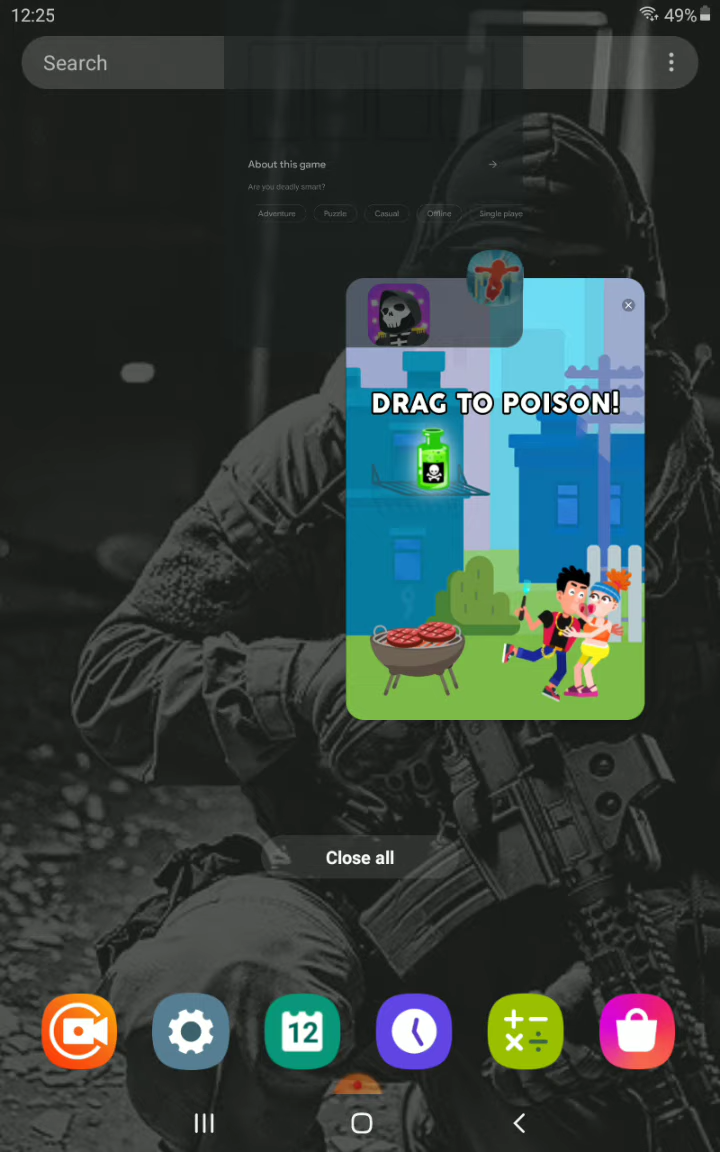 12:25
49%
Search
About this game
Are you deadly smart?
Adventure
Puzzle
Casual
Offline
Single playe
DRAG TO POISON!
Close all
12